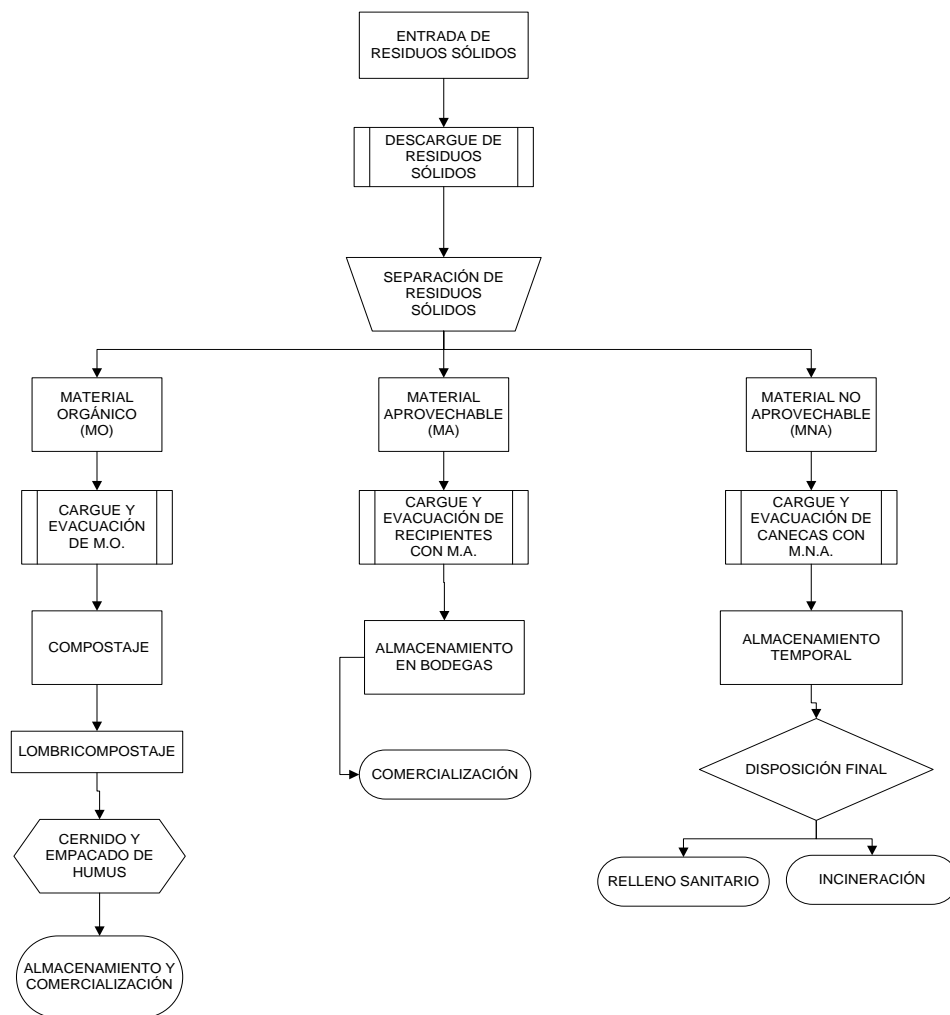 ENTRADA DE
RESIDUOS SÓLIDOS
DESCARGUE DE
RESIDUOS
SÓLIDOS
SEPARACIÓN DE
RESIDUOS
SÓLIDOS
MATERIAL
ORGÁNICO
(MO)
MATERIAL
APROVECHABLE
(MA)
MATERIAL NO
APROVECHABLE
(MNA)
CARGUE Y
EVACUACIÓN
DE M.O.
CARGUE Y
EVACUACIÓN DE
RECIPIENTES
CON M.A.
CARGUE Y
EVACUACIÓN DE
CANECAS CON
M.N.A.
COMPOSTAJE
ALMACENAMIENTO
EN BODEGAS
ALMACENAMIENTO
TEMPORAL
LOMBRICOMPOSTAJE
COMERCIALIZACIÓN
DISPOSICIÓN FINAL
CERNIDO Y
EMPACADO DE
HUMUS
RELLENO SANITARIO
INCINERACIÓN
ALMACENAMIENTO Y
COMERCIALIZACIÓN